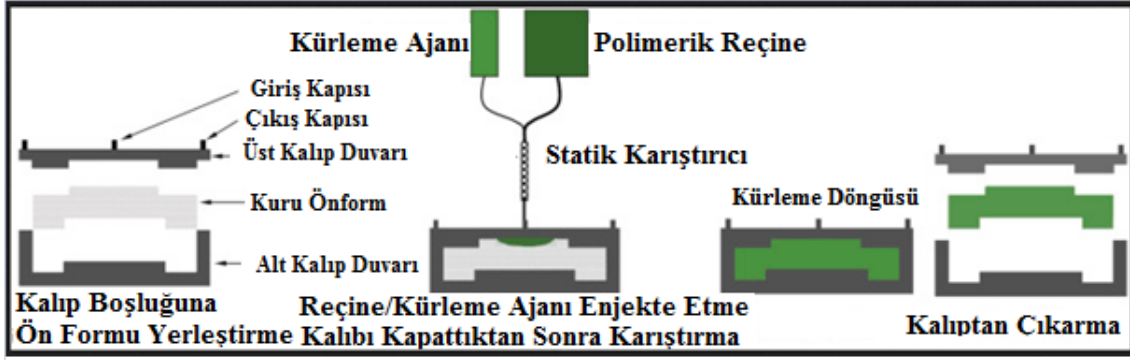 Kürleme Ajanı
Polimerik Reçine
Giriş Kapısı
Çıkış Kapısı
Üst Kalıp Duvarı
Statik Karıştırıcı
Kuru Önform
Kürleme Döngüsü
Alt Kalıp Duvarı
Kalıp Boşluğuna
Ön Formu Yerleştirme
Reçine/Kürleme Ajanı Enjekte Etme
Kalıbı Kapattıktan Sonra Karıştırma
Kalıptan Cıkarma